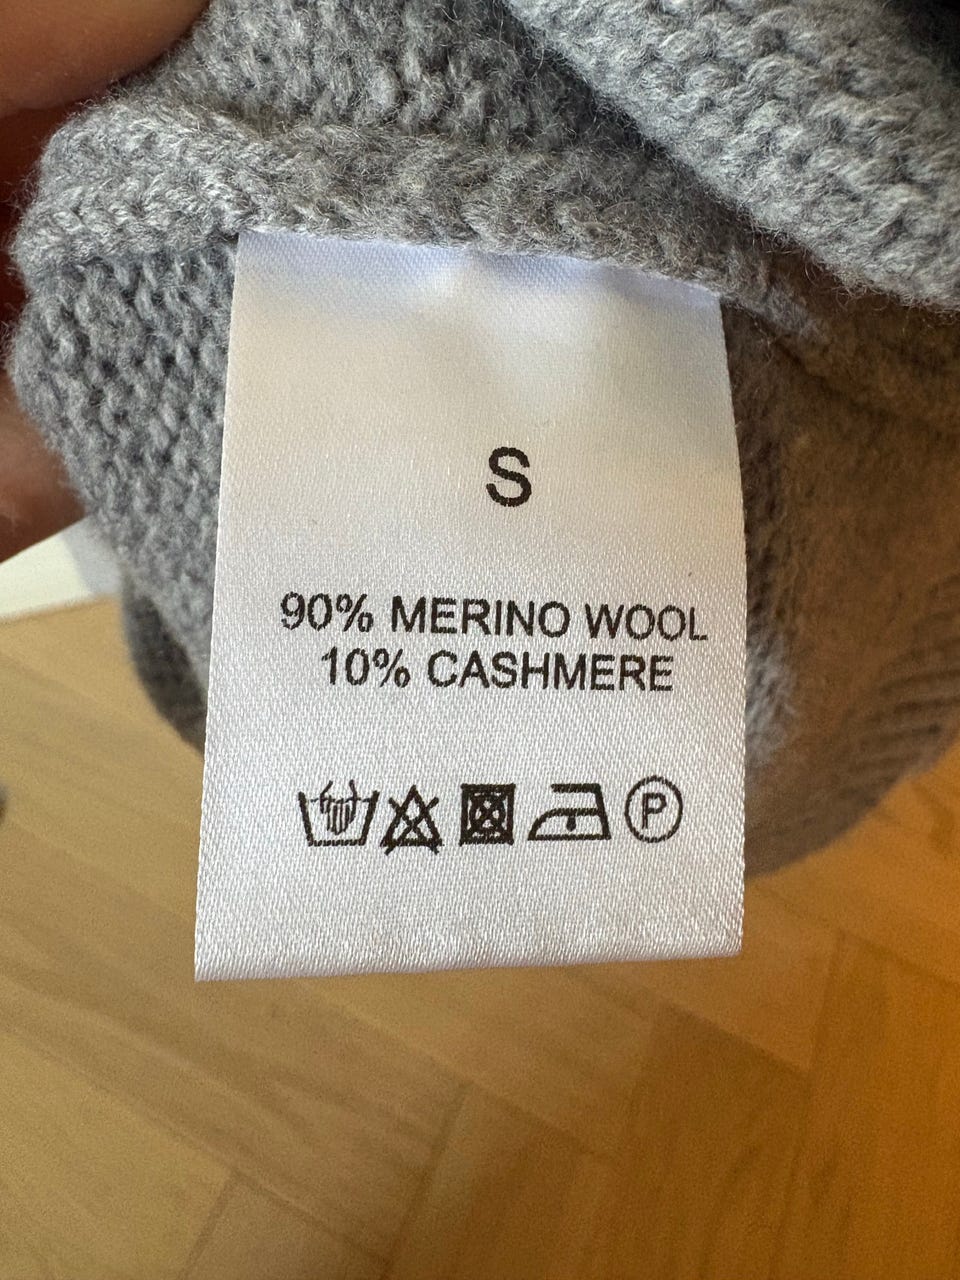 S
90% MERINO WOOL
10% CASHMERE
P